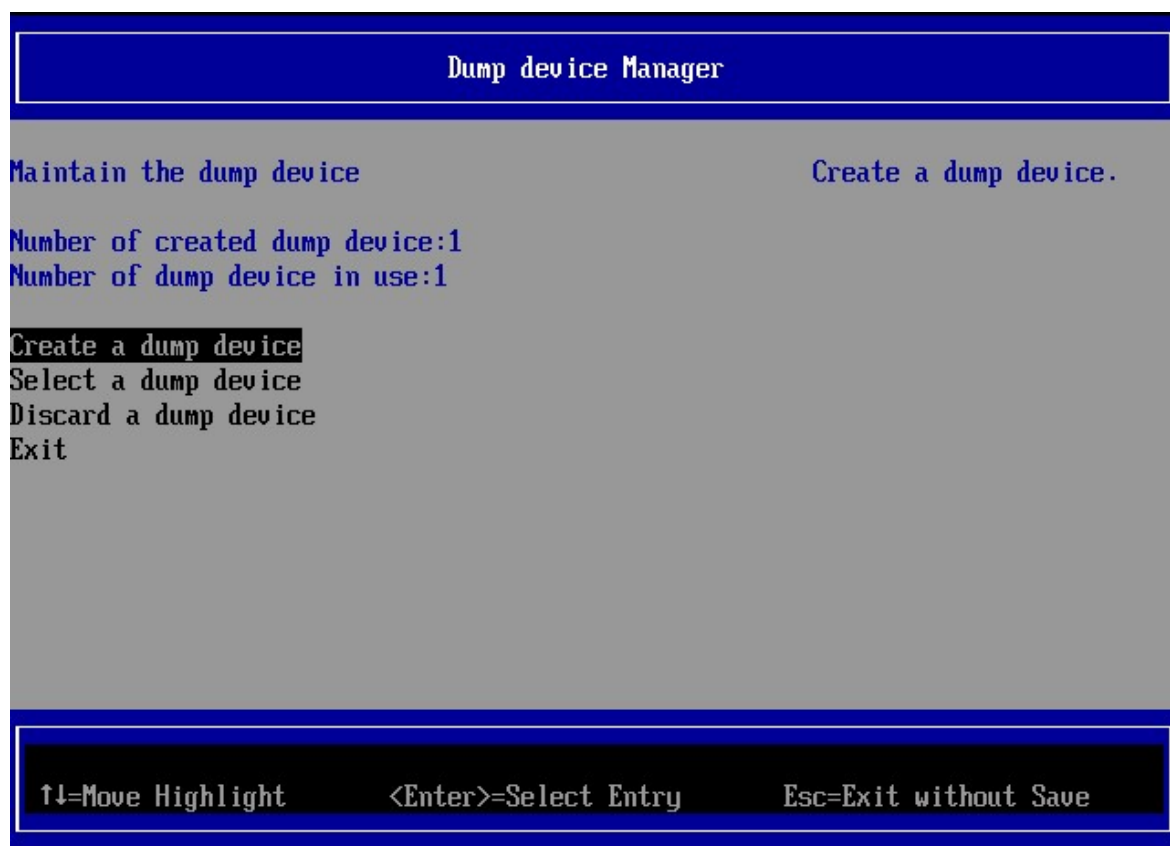 Dump device Manager
Maintain the dump device
Create a dump device.
Number of created dump device:1
Number of dump device in use:1
Create a dump device
Select a dump device
Discard a dump device
Exit
↑↓=Move Highlight <Enter>=Select Entry Esc=Exit without Save